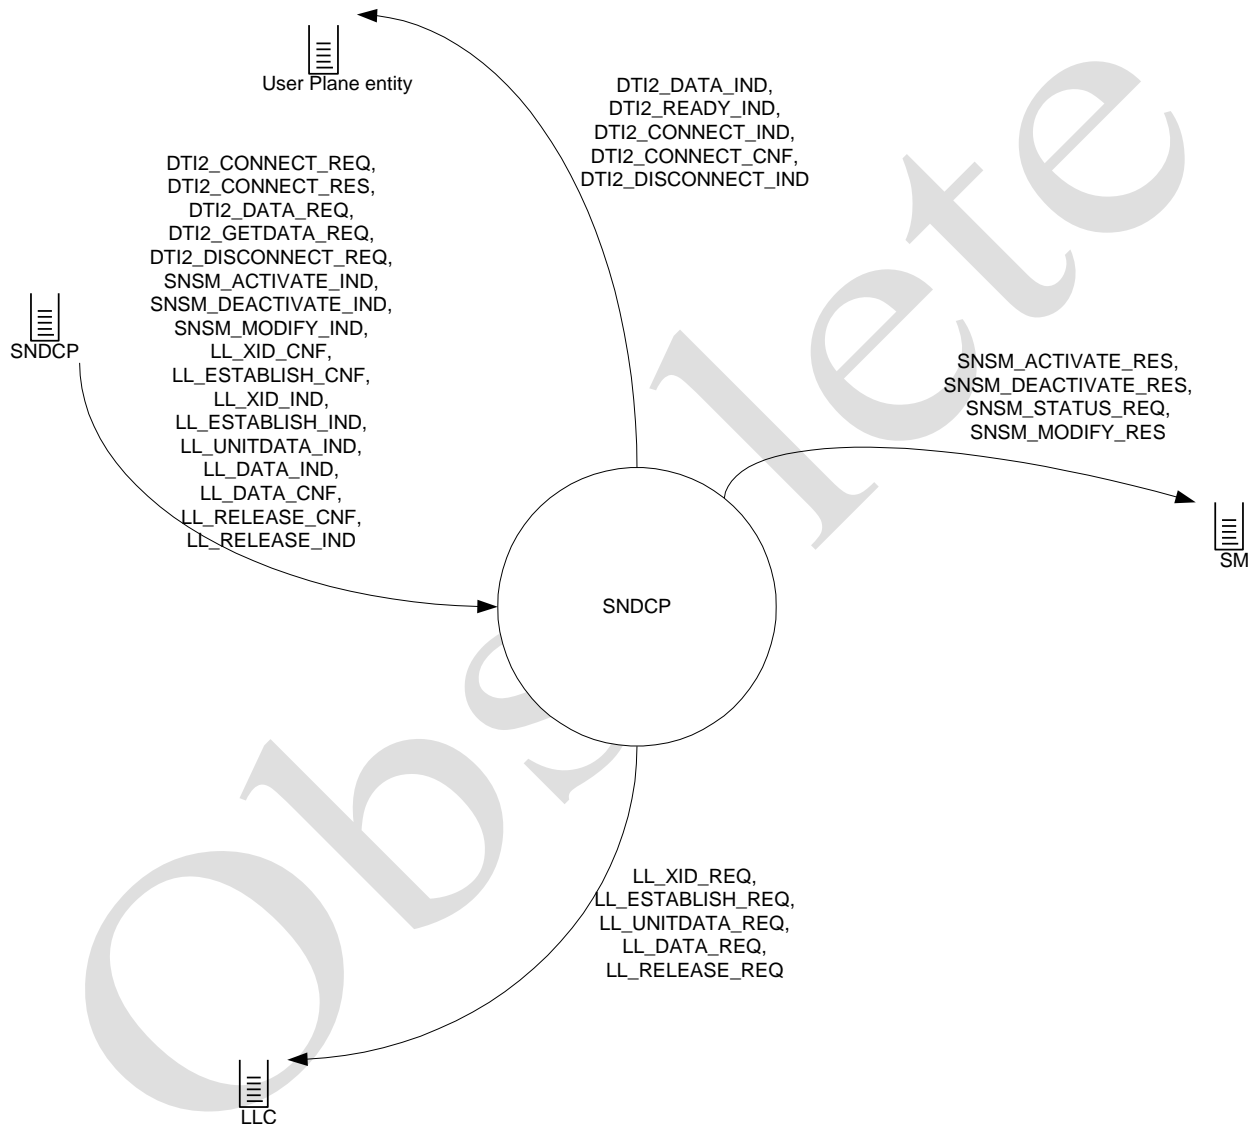 User Plane entity
DTI2_DATA_IND,
DTI2_READY_IND,
DTI2_CONNECT_IND,
DTI2_CONNECT_CNF,
DTI2_DISCONNECT_IND
DTI2_CONNECT_REQ,
DTI2_CONNECT_RES,
DTI2_DATA_REQ,
DTI2_GETDATA_REQ,
DTI2_DISCONNECT_REQ,
SNSM_ACTIVATE_IND,
SNSM_DEACTIVATE_IND,
SNSM_MODIFY_IND,
LL_XID_CNF,
LL_ESTABLISH_CNF,
LL_XID_IND,
LL_ESTABLISH_IND,
LL_UNITDATA_IND,
LL_DATA_IND,
LL_DATA_CNF,
LL_RELEASE_CNF,
LL_RELEASE_IND
SNDCP
SNSM_ACTIVATE_RES,
SNSM_DEACTIVATE_RES,
SNSM_STATUS_REQ,
SNSM_MODIFY_RES
SM
SNDCP
LL_XID_REQ,
LL_ESTABLISH_REQ,
LL_UNITDATA_REQ,
LL_DATA_REQ,
LL_RELEASE_REQ
LLC
Obsolete